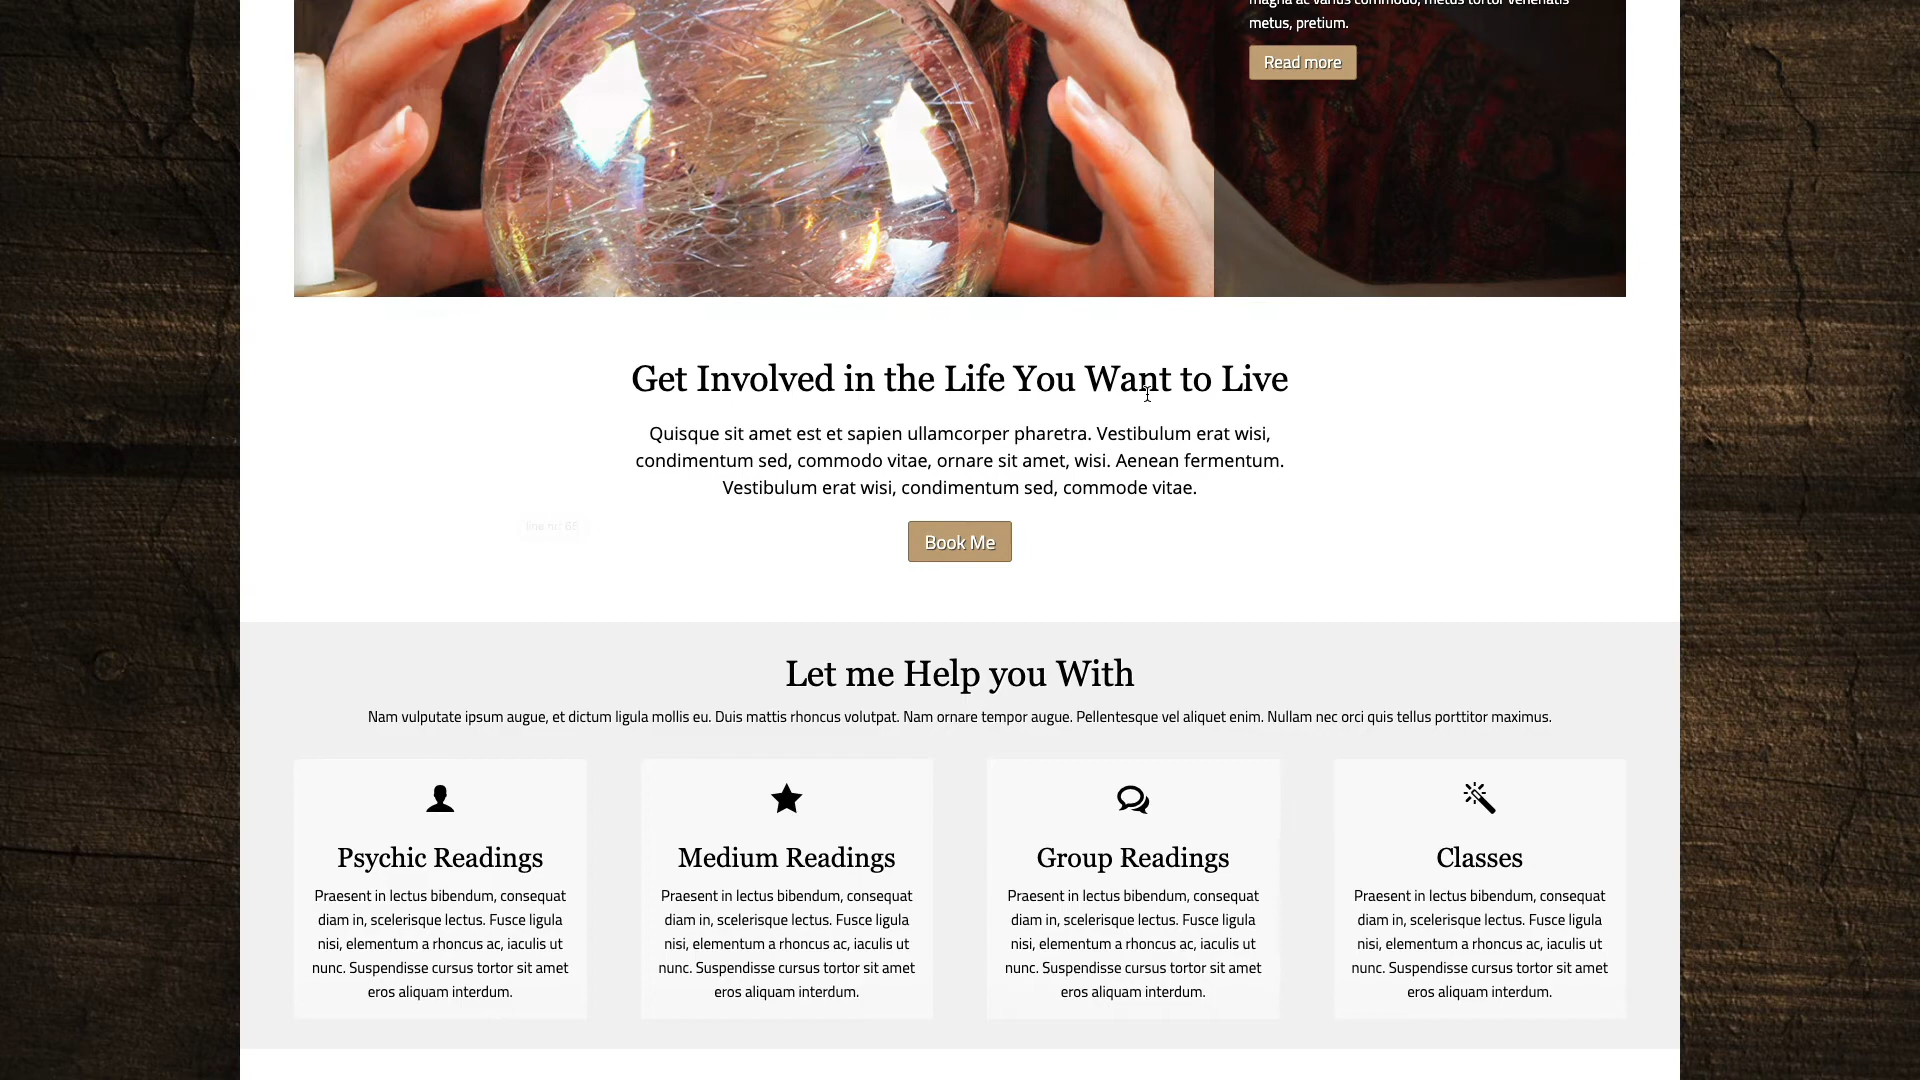 magna ac varius commodo, metus tortor venenatis
metus, pretium.
Read more
Get Involved in the Life You Want to Live
Quisque sit amet est et sapien ullamcorper pharetra. Vestibulum erat wisi,
condimentum sed, commodo vitae, ornare sit amet, wisi. Aenean fermentum.
Vestibulum erat wisi, condimentum sed, commode vitae.
Book Me
Let me Help you With
Nam vulputate ipsum augue, et dictum ligula mollis eu. Duis mattis rhoncus volutpat. Nam ornare tempor augue. Pellentesque vel aliquet enim. Nullam nec orci quis tellus porttitor maximus.
Psychic Readings
Praesent in lectus bibendum, consequat
diam in, scelerisque lectus. Fusce ligula
nisi, elementum a rhoncus ac, iaculis ut
nunc. Suspendisse cursus tortor sit amet
eros aliquam interdum.
Medium Readings
Praesent in lectus bibendum, consequat
diam in, scelerisque lectus. Fusce ligula
nisi, elementum a rhoncus ac, iaculis ut
nunc. Suspendisse cursus tortor sit amet
eros aliquam interdum.
Group Readings
Praesent in lectus bibendum, consequat
diam in, scelerisque lectus. Fusce ligula
nisi, elementum a rhoncus ac, iaculis ut
nunc. Suspendisse cursus tortor sit amet
eros aliquam interdum.
Classes
Praesent in lectus bibendum, consequat
diam in, scelerisque lectus. Fusce ligula
nisi, elementum a rhoncus ac, iaculis ut
nunc. Suspendisse cursus tortor sit amet
eros aliquam interdum.